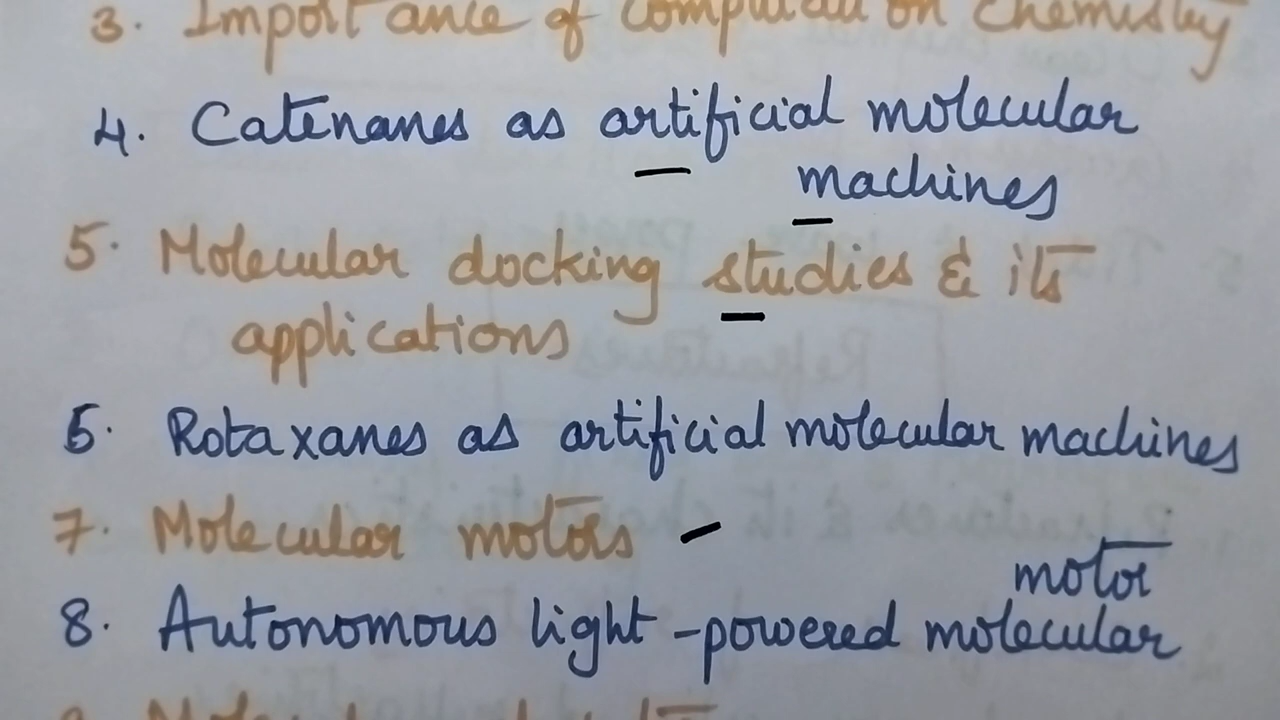 3. Importance of computation chemistry
4. Catenanes as artificial molecular
machines
5. Molecular docking studies & its
applications
6. Rotaxanes as artificial molecular machines
7. Molecular motors -
motor
8. Autonomous light-powered molecular